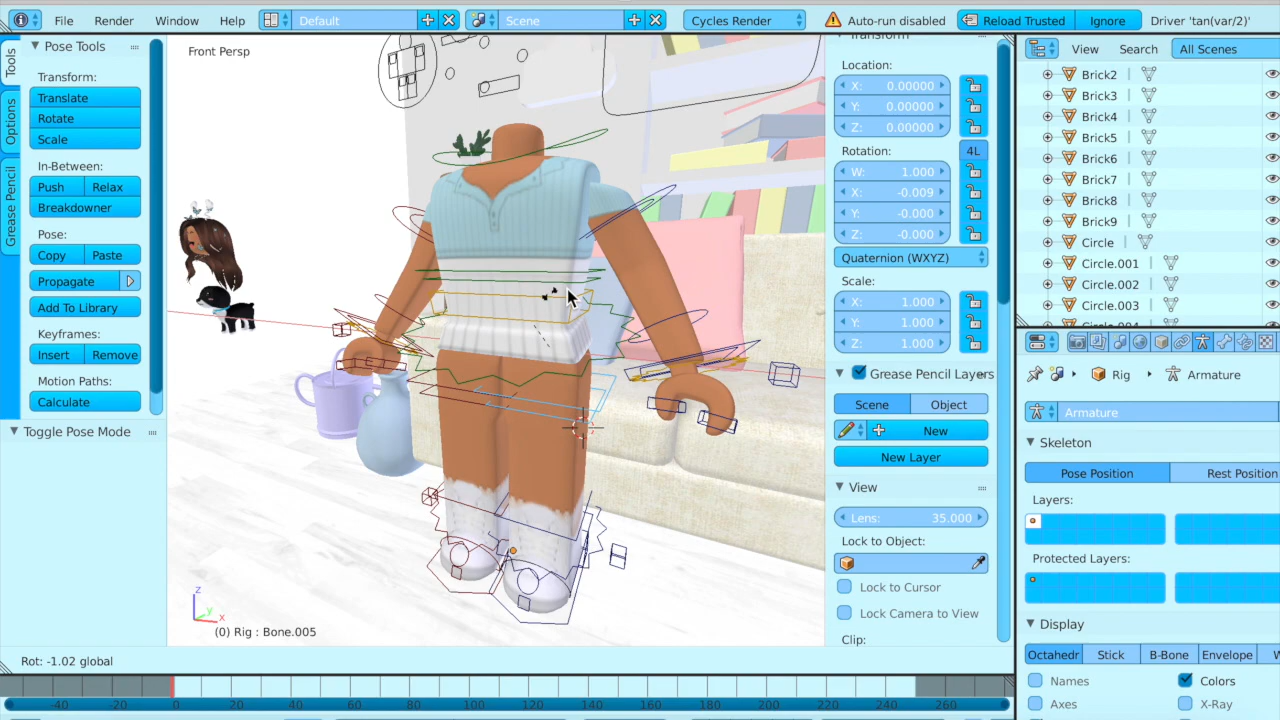 File Render Window Help Default Scene Cycles Render Auto-run disabled Reload Trusted Ignore Driver 'tan(var/2)'
Tools
Options
Grease Pencil
Pose Tools
Transform:
Translate
Rotate
Scale
In-Between:
Push Relax
Breakdowner
Pose:
Copy Paste
Propagate
Add To Library
Keyframes:
Insert Remove
Motion Paths:
Calculate
Toggle Pose Mode
Front Persp
z
y
x
(0) Rig : Bone.005
Rot: -1.02 global
Transform
Location:
X: 0.00000
Y: 0.00000
Z: 0.00000
Rotation: 4L
W: 1.000
X: -0.009
Y: -0.000
Z: -0.000
Quaternion (WXYZ)
Scale:
X: 1.000
Y: 1.000
Z: 1.000
Grease Pencil Layers
Scene Object
New
New Layer
View
Lens: 35.000
Lock to Object:
Lock to Cursor
Lock Camera to View
Clip:
View Search All Scenes
Brick2
Brick3
Brick4
Brick5
Brick6
Brick7
Brick8
Brick9
Circle
Circle.001
Circle.002
Circle.003
Circle.004
Rig Armature
Armature
Skeleton
Pose Position Rest Position
Layers:
Protected Layers:
Display
Octahedr Stick B-Bone Envelope W
Names Colors
Axes X-Ray
-40 -20 0 20 40 60 80 100 120 140 160 180 200 220 240 260